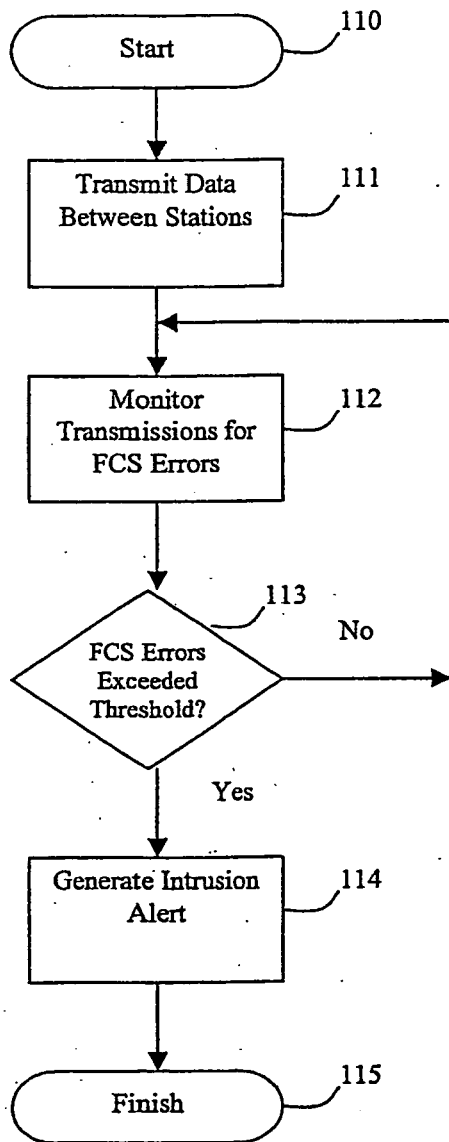 110
Start
Transmit Data
Between Stations
111
Monitor
Transmissions for
FCS Errors
112
113
No
FCS Errors
Exceeded
Threshold?
Yes
Generate Intrusion
Alert
114
Finish
115